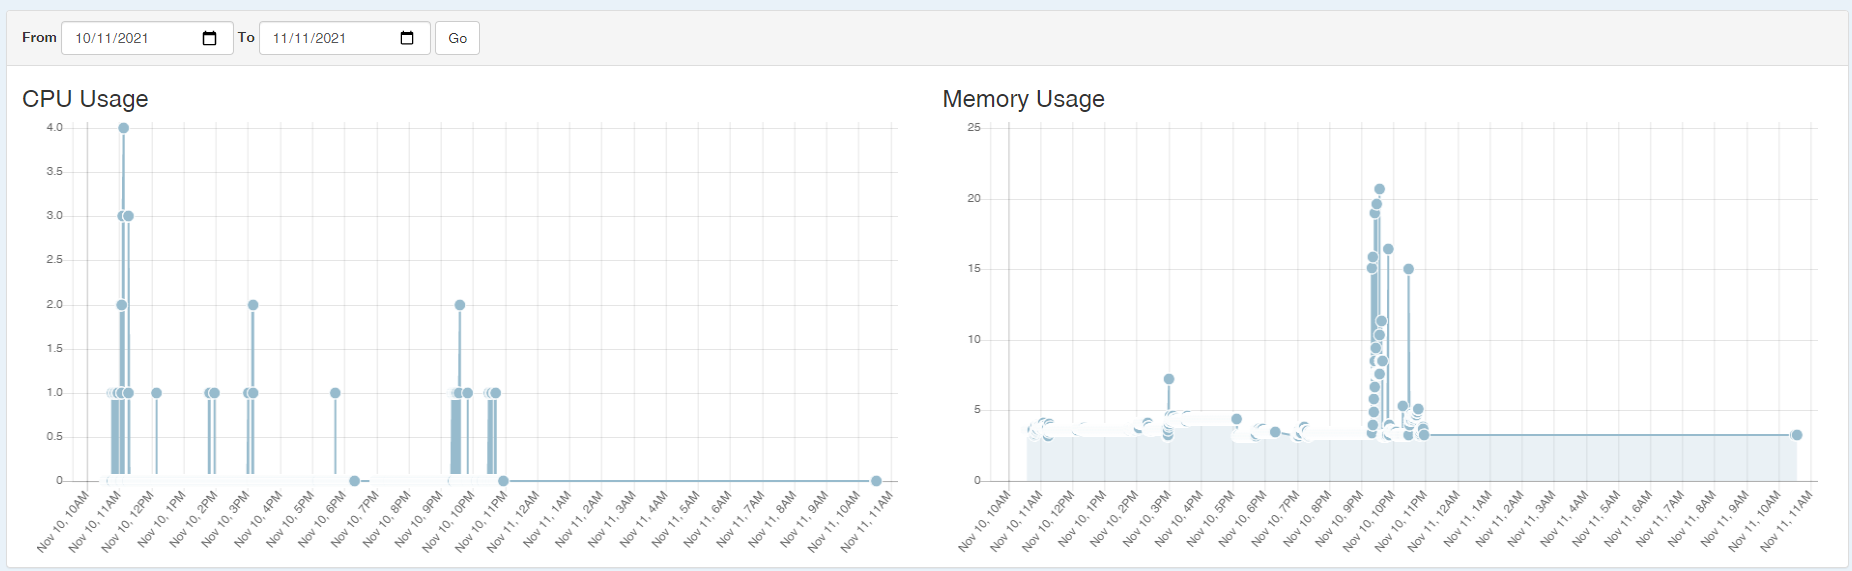 From 10/11/2021 To 11/11/2021 Go
CPU Usage
4.0
3.5
3.0
2.5
2.0
1.5
1.0
0.5
0
Nov 10, 10AM
Nov 10, 11AM
Nov 10, 12PM
Nov 10, 1PM
Nov 10, 2PM
Nov 10, 3PM
Nov 10, 4PM
Nov 10, 5PM
Nov 10, 6PM
Nov 10, 7PM
Nov 10, 8PM
Nov 10, 9PM
Nov 10, 10PM
Nov 10, 11PM
Nov 11, 12AM
Nov 11, 1AM
Nov 11, 2AM
Nov 11, 3AM
Nov 11, 4AM
Nov 11, 5AM
Nov 11, 6AM
Nov 11, 7AM
Nov 11, 8AM
Nov 11, 9AM
Nov 11, 10AM
Nov 11, 11AM
Memory Usage
25
20
15
10
5
0
Nov 10, 10AM
Nov 10, 11AM
Nov 10, 12PM
Nov 10, 1PM
Nov 10, 2PM
Nov 10, 3PM
Nov 10, 4PM
Nov 10, 5PM
Nov 10, 6PM
Nov 10, 7PM
Nov 10, 8PM
Nov 10, 9PM
Nov 10, 10PM
Nov 10, 11PM
Nov 11, 12AM
Nov 11, 1AM
Nov 11, 2AM
Nov 11, 3AM
Nov 11, 4AM
Nov 11, 5AM
Nov 11, 6AM
Nov 11, 7AM
Nov 11, 8AM
Nov 11, 9AM
Nov 11, 10AM
Nov 11, 11AM